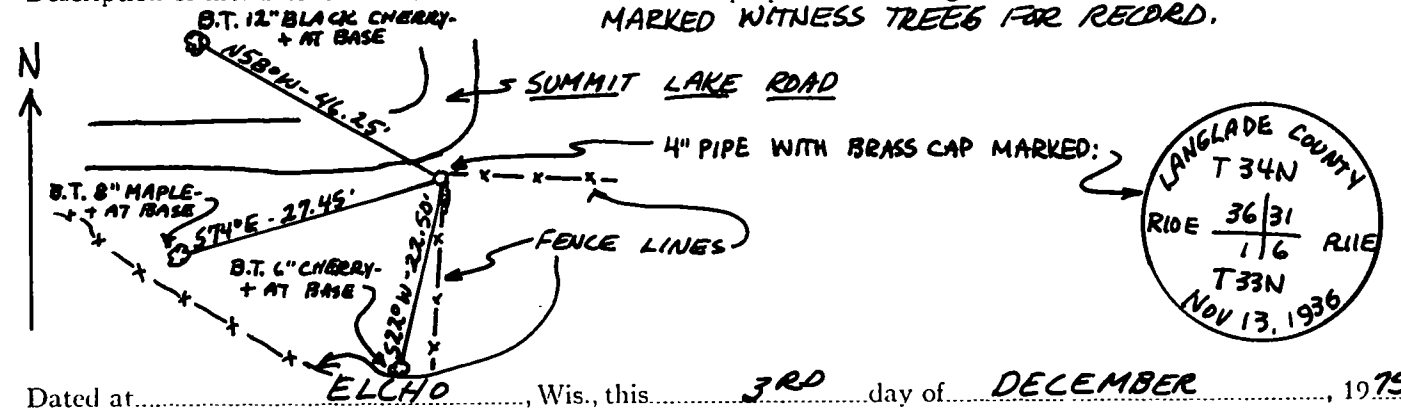 B.T. 12" BLACK CHERRY-
+ AT BASE
MARKED WITNESS TREES FOR RECORD.
N
N58°W-46.25'
SUMMIT LAKE ROAD
4" PIPE WITH BRASS CAP MARKED:
B.T. 8" MAPLE-
+ AT BASE
S74°E-27.45'
B.T. 6" CHERRY-
+ AT BASE
S22°W-22.50'
FENCE LINES
LANGLADE COUNTY
T 34N
R10E 36 31 R11E
1 6
T33N
NOV 13, 1936
Dated at ELCHO, Wis., this 3RD day of DECEMBER, 1975